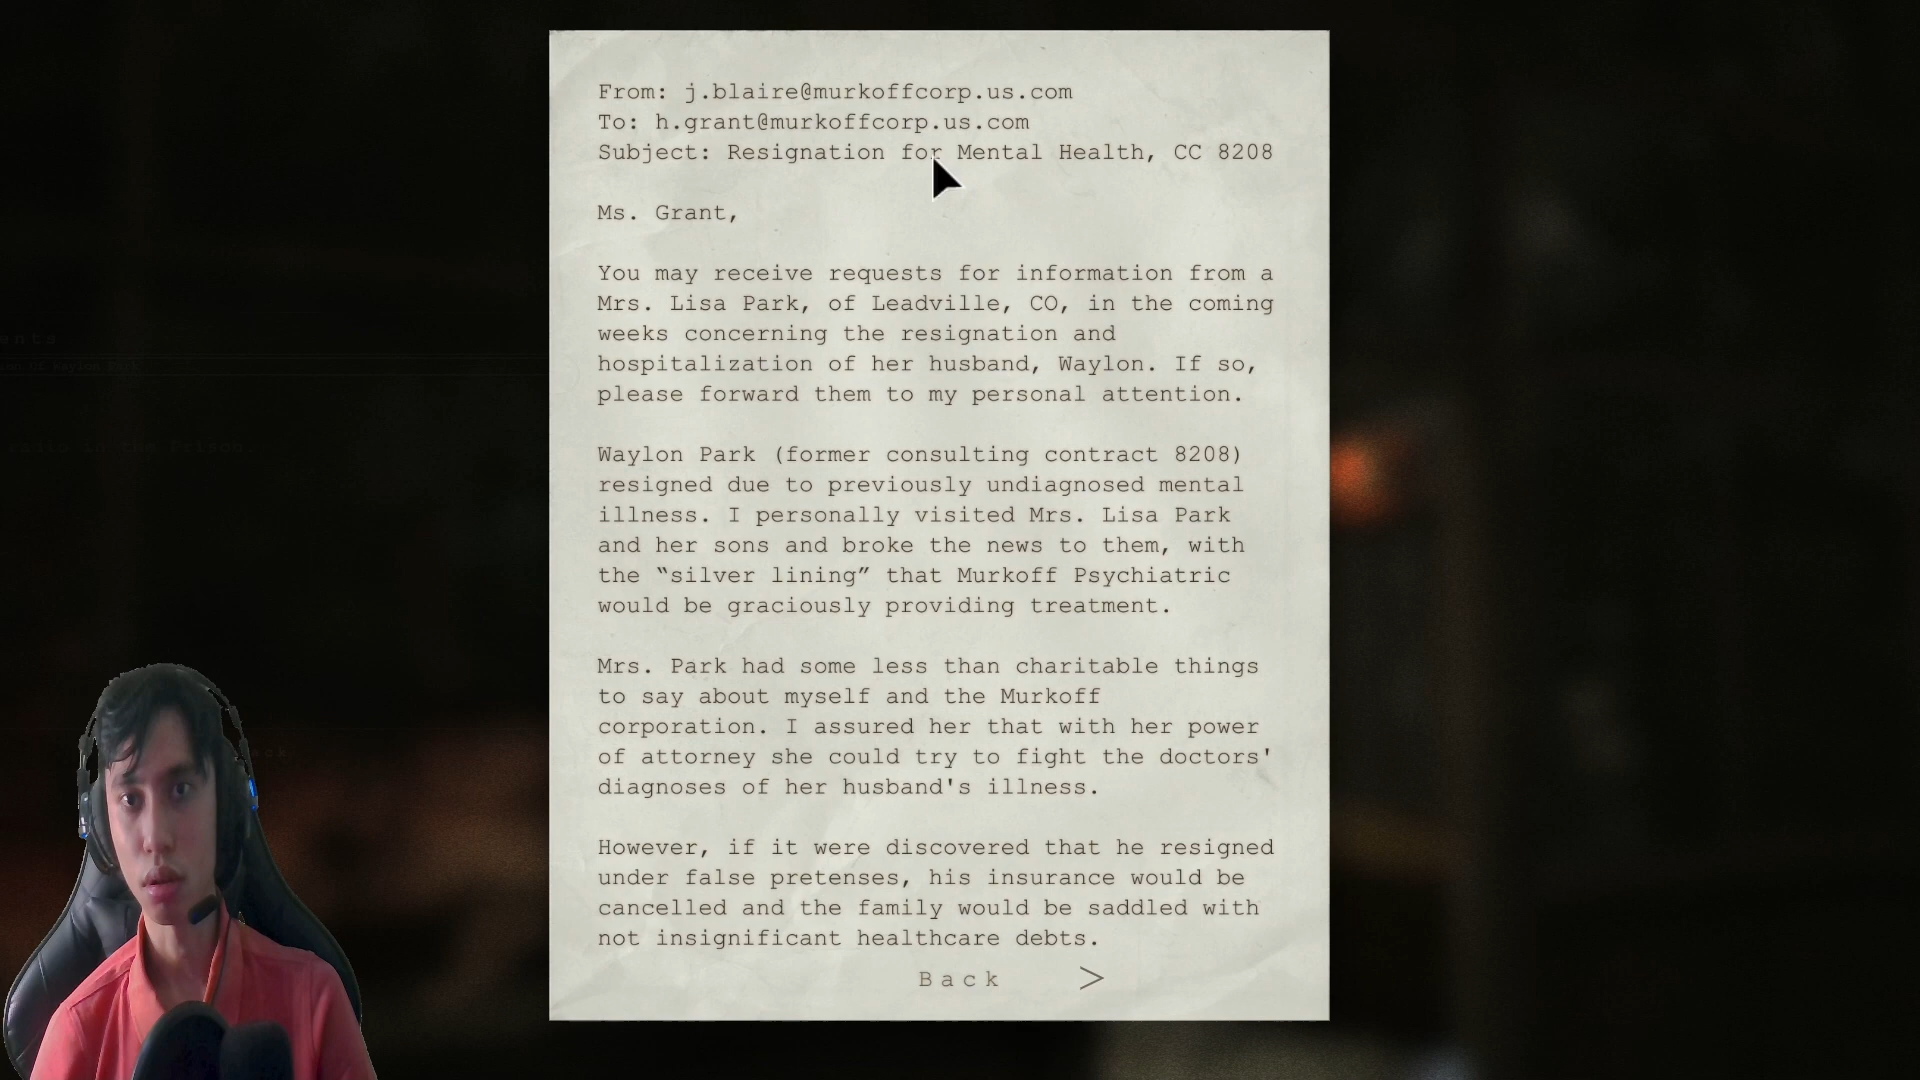 From: j.blaire@murkoffcorp.us.com
To: h.grant@murkoffcorp.us.com
Subject: Resignation for Mental Health, CC 8208
Ms. Grant,
You may receive requests for information from a
Mrs. Lisa Park, of Leadville, CO, in the coming
weeks concerning the resignation and
hospitalization of her husband, Waylon. If so,
please forward them to my personal attention.
Waylon Park (former consulting contract 8208)
resigned due to previously undiagnosed mental
illness. I personally visited Mrs. Lisa Park
and her sons and broke the news to them, with
the “silver lining” that Murkoff Psychiatric
would be graciously providing treatment.
Mrs. Park had some less than charitable things
to say about myself and the Murkoff
corporation. I assured her that with her power
of attorney she could try to fight the doctors'
diagnoses of her husband's illness.
However, if it were discovered that he resigned
under false pretenses, his insurance would be
cancelled and the family would be saddled with
not insignificant healthcare debts.
Back >
in the Prison.